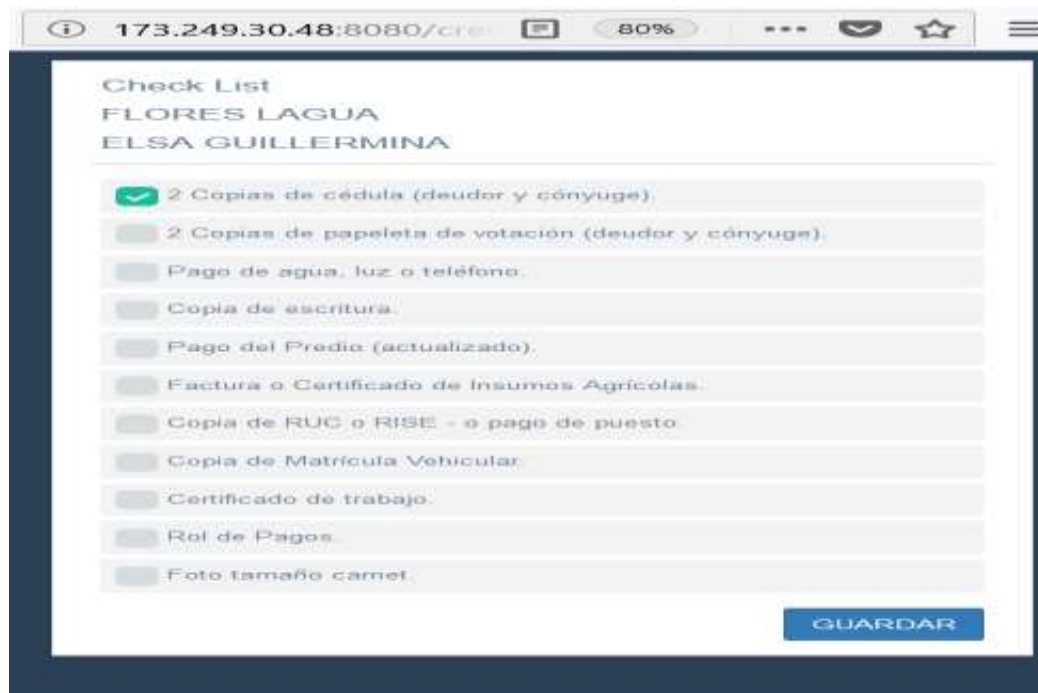 173.249.30.48:8080/cre
80%
Check List
FLORES LAGUA
ELSA GUILLERMINA
2 Copias de cédula (deudor y cónyuge).
2 Copias de papeleta de votación (deudor y cónyuge).
Pago de agua, luz o teléfono.
Copia de escritura.
Pago del Predio (actualizado).
Factura o Certificado de Insumos Agrícolas.
Copia de RUC o RISE - o pago de puesto.
Copia de Matrícula Vehicular.
Certificado de trabajo.
Rol de Pagos.
Foto tamaño carnet.
GUARDAR